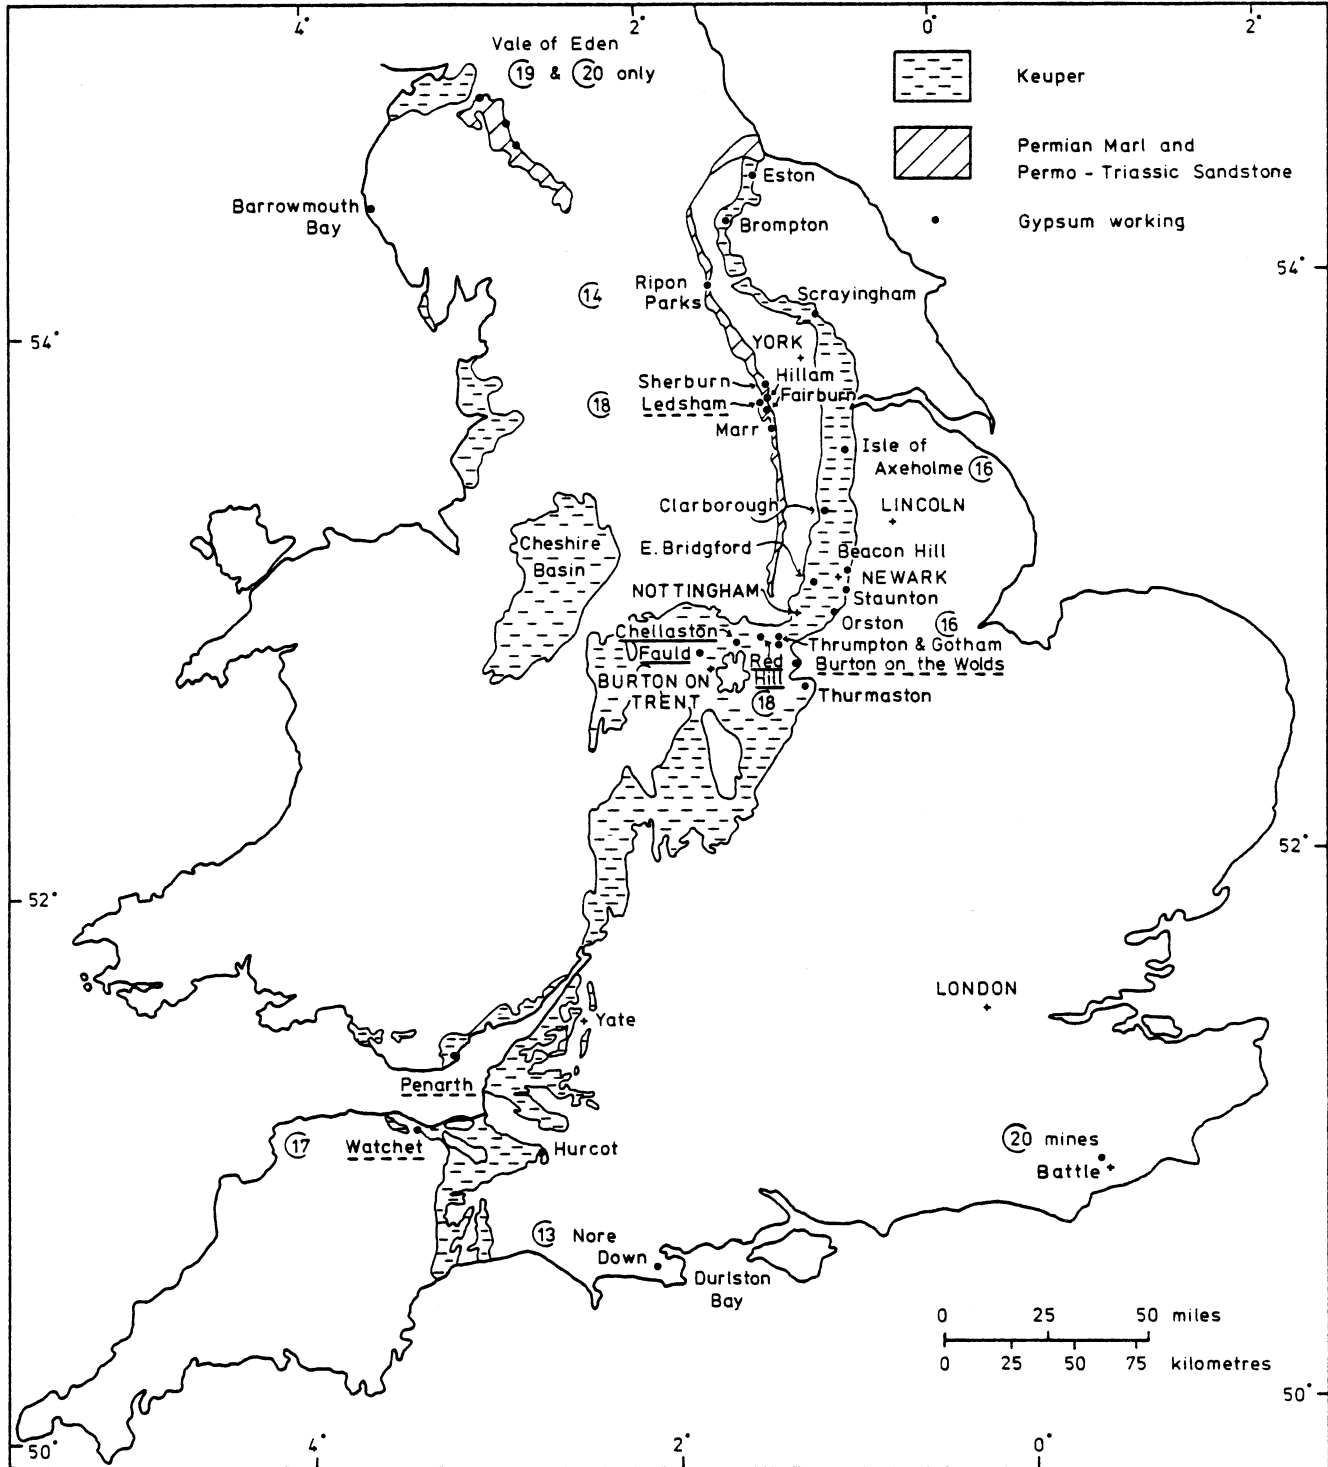 4° 2° 0° 2°
Vale of Eden
19 & 20 only
Keuper
Permian Marl and
Permo - Triassic Sandstone
Gypsum working
Eston
Barrowmouth
Bay
Brompton
54°
Ripon
Parks
14
Scrayingham
54°
YORK
Sherburn
Hillam
Ledsham
Fairburn
18
Marr
Isle of
Axeholme 16
Clarborough
LINCOLN
Cheshire
Basin
E. Bridgford
Beacon Hill
NEWARK
NOTTINGHAM
Staunton
Orston 16
Chellaston
Thrumpton & Gotham
Fauld
Red
Hill
18
Burton on the Wolds
BURTON ON
TRENT
Thurmaston
52°
52°
LONDON
Yate
Penarth
17
Watchet
Hurcot
20 mines
Battle
13 Nore
Down
Durlston
Bay
0 25 50 miles
0 25 50 75 kilometres
50°
50°
4° 2° 0°